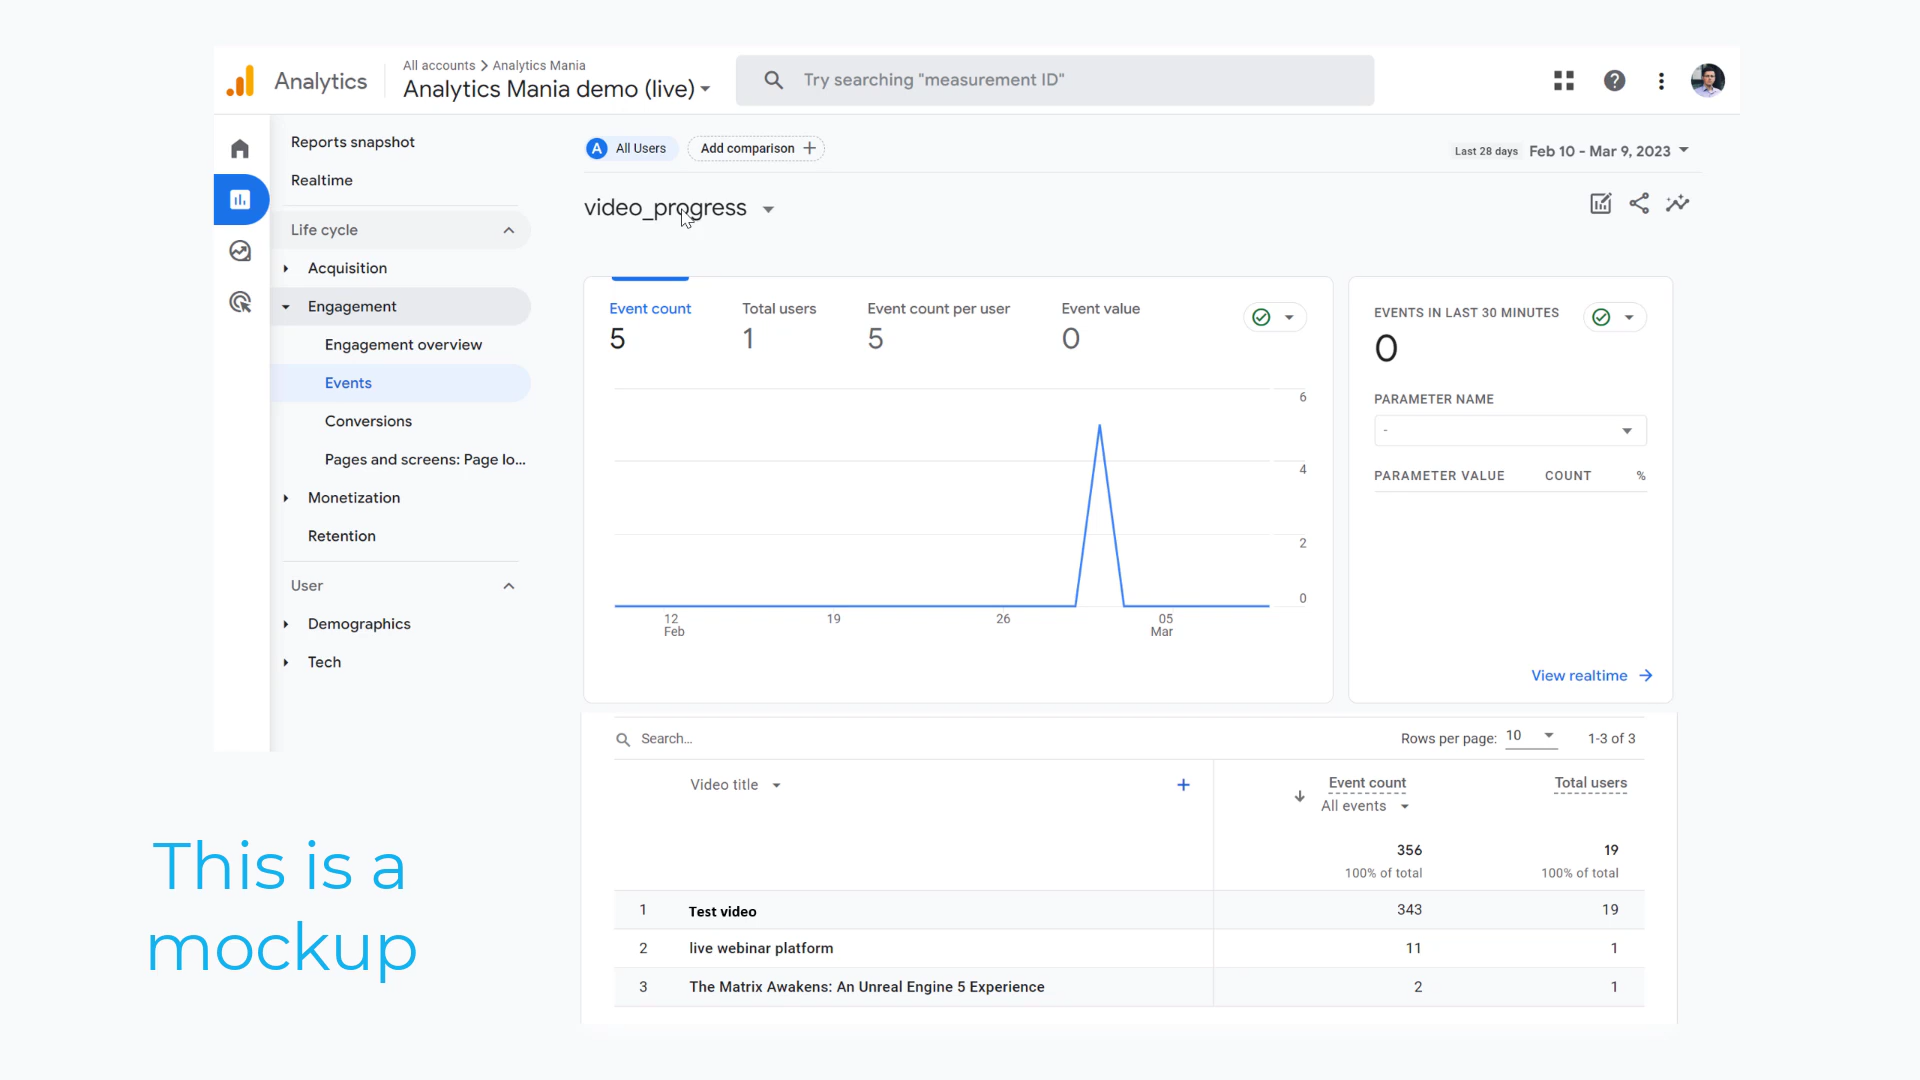 Analytics
All accounts > Analytics Mania
Analytics Mania demo (live)
Try searching "measurement ID"
Reports snapshot
Realtime
Life cycle
Acquisition
Engagement
Engagement overview
Events
Conversions
Pages and screens: Page lo...
Monetization
Retention
User
Demographics
Tech
A All Users
Add comparison +
Last 28 days Feb 10 - Mar 9, 2023
video_progress
Event count Total users Event count per user Event value
5 1 5 0
6
4
2
0
12 19 26 05
Feb Mar
EVENTS IN LAST 30 MINUTES
0
PARAMETER NAME
-
PARAMETER VALUE COUNT %
View realtime
Search...
Rows per page: 10 1-3 of 3
Video title + Event count Total users
All events
356 19
100% of total 100% of total
1 Test video 343 19
2 live webinar platform 11 1
3 The Matrix Awakens: An Unreal Engine 5 Experience 2 1
This is a
mockup